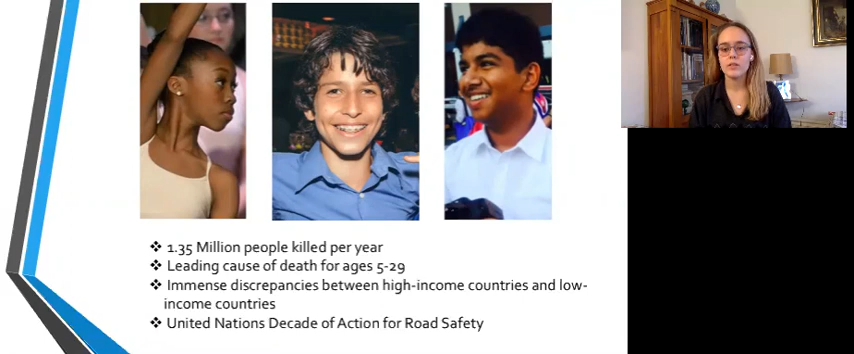 ❖ 1.35 Million people killed per year
❖ Leading cause of death for ages 5-29
❖ Immense discrepancies between high-income countries and low-
income countries
❖ United Nations Decade of Action for Road Safety